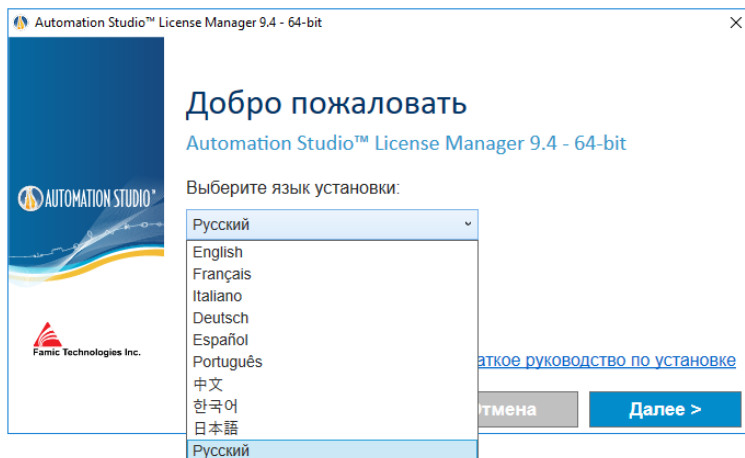 Automation Studio™ License Manager 9.4 - 64-bit
Добро пожаловать
Automation Studio™ License Manager 9.4 - 64-bit
AUTOMATION STUDIO™
Выберите язык установки:
Русский
English
Français
Italiano
Deutsch
Español
Português
中文
한국어
日本語
Русский
Famic Technologies Inc.
аткое руководство по установке
тмена
Далее >